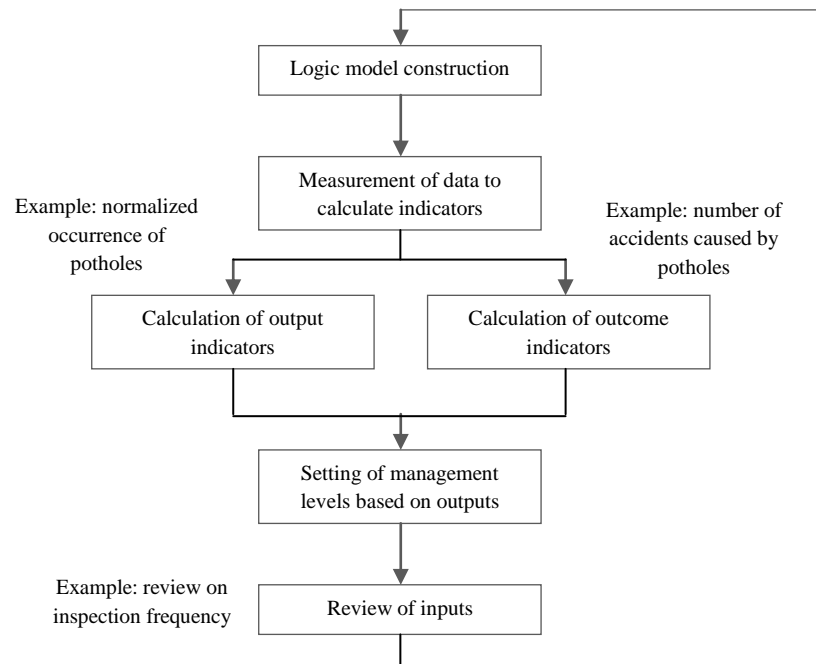 Logic model construction
Measurement of data to
calculate indicators
Example: normalized
occurrence of
potholes
Example: number of
accidents caused by
potholes
Calculation of output
indicators
Calculation of outcome
indicators
Setting of management
levels based on outputs
Example: review on
inspection frequency
Review of inputs